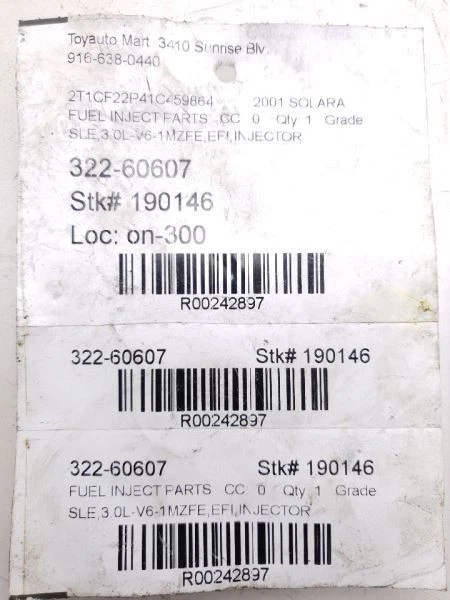 Toyauto Mart 3410 Sunrise Blv
916-638-0440
2T1CF22P41C459864 2001 SOLARA
FUEL INJECT PARTS CC 0 Qty 1 Grade
SLE,3.0L-V6-1MZFE,EFI,INJECTOR
322-60607
Stk# 190146
Loc: on-300
R00242897
322-60607 Stk# 190146
R00242897
322-60607 Stk# 190146
FUEL INJECT PARTS CC 0 Qty 1 Grade
SLE,3.0L-V6-1MZFE,EFI,INJECTOR
R00242897